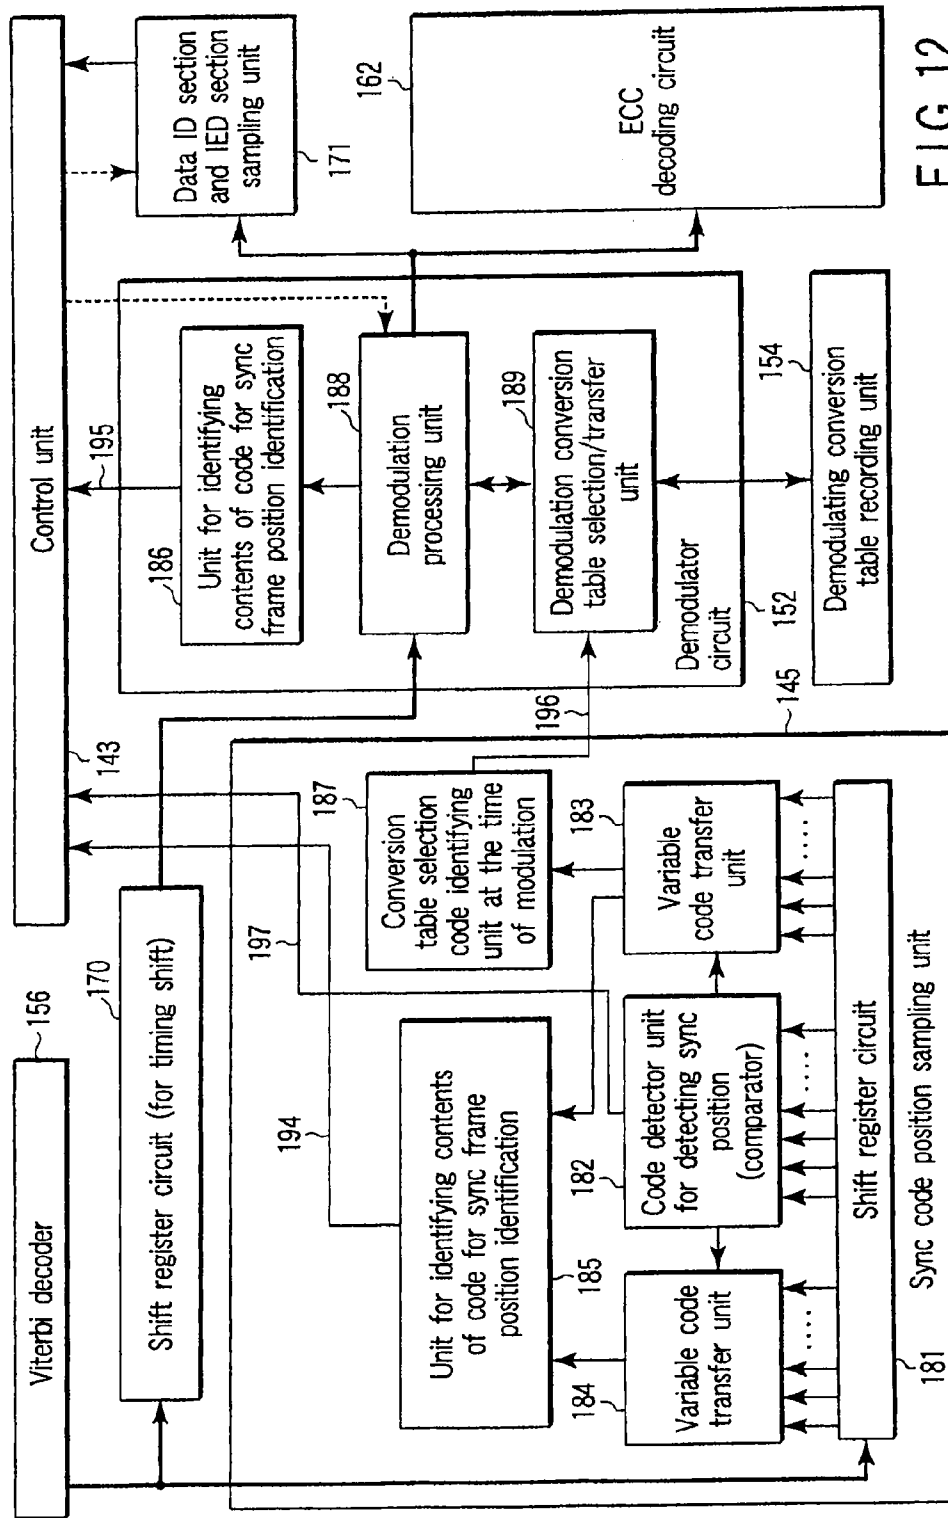 Viterbi decoder
156
Control unit
143
Shift register circuit (for timing shift)
170
194
197
195
Data ID section
and IED section
sampling unit
171
186
Unit for identifying
contents of code for sync
frame position identification
Unit for identifying contents
of code for sync frame
position identification
185
187
Conversion
table selection
code identifying
unit at the time
of modulation
188
Demodulation
processing unit
162
ECC
decoding circuit
196
189
Demodulation conversion
table selection/transfer
unit
Demodulator
circuit
152
184
Variable code
transfer unit
182
Code detector unit
for detecting sync
position
(comparator)
183
Variable
code transfer
unit
145
154
Demodulating conversion
table recording unit
181
Shift register circuit
Sync code position sampling unit
FIG. 12